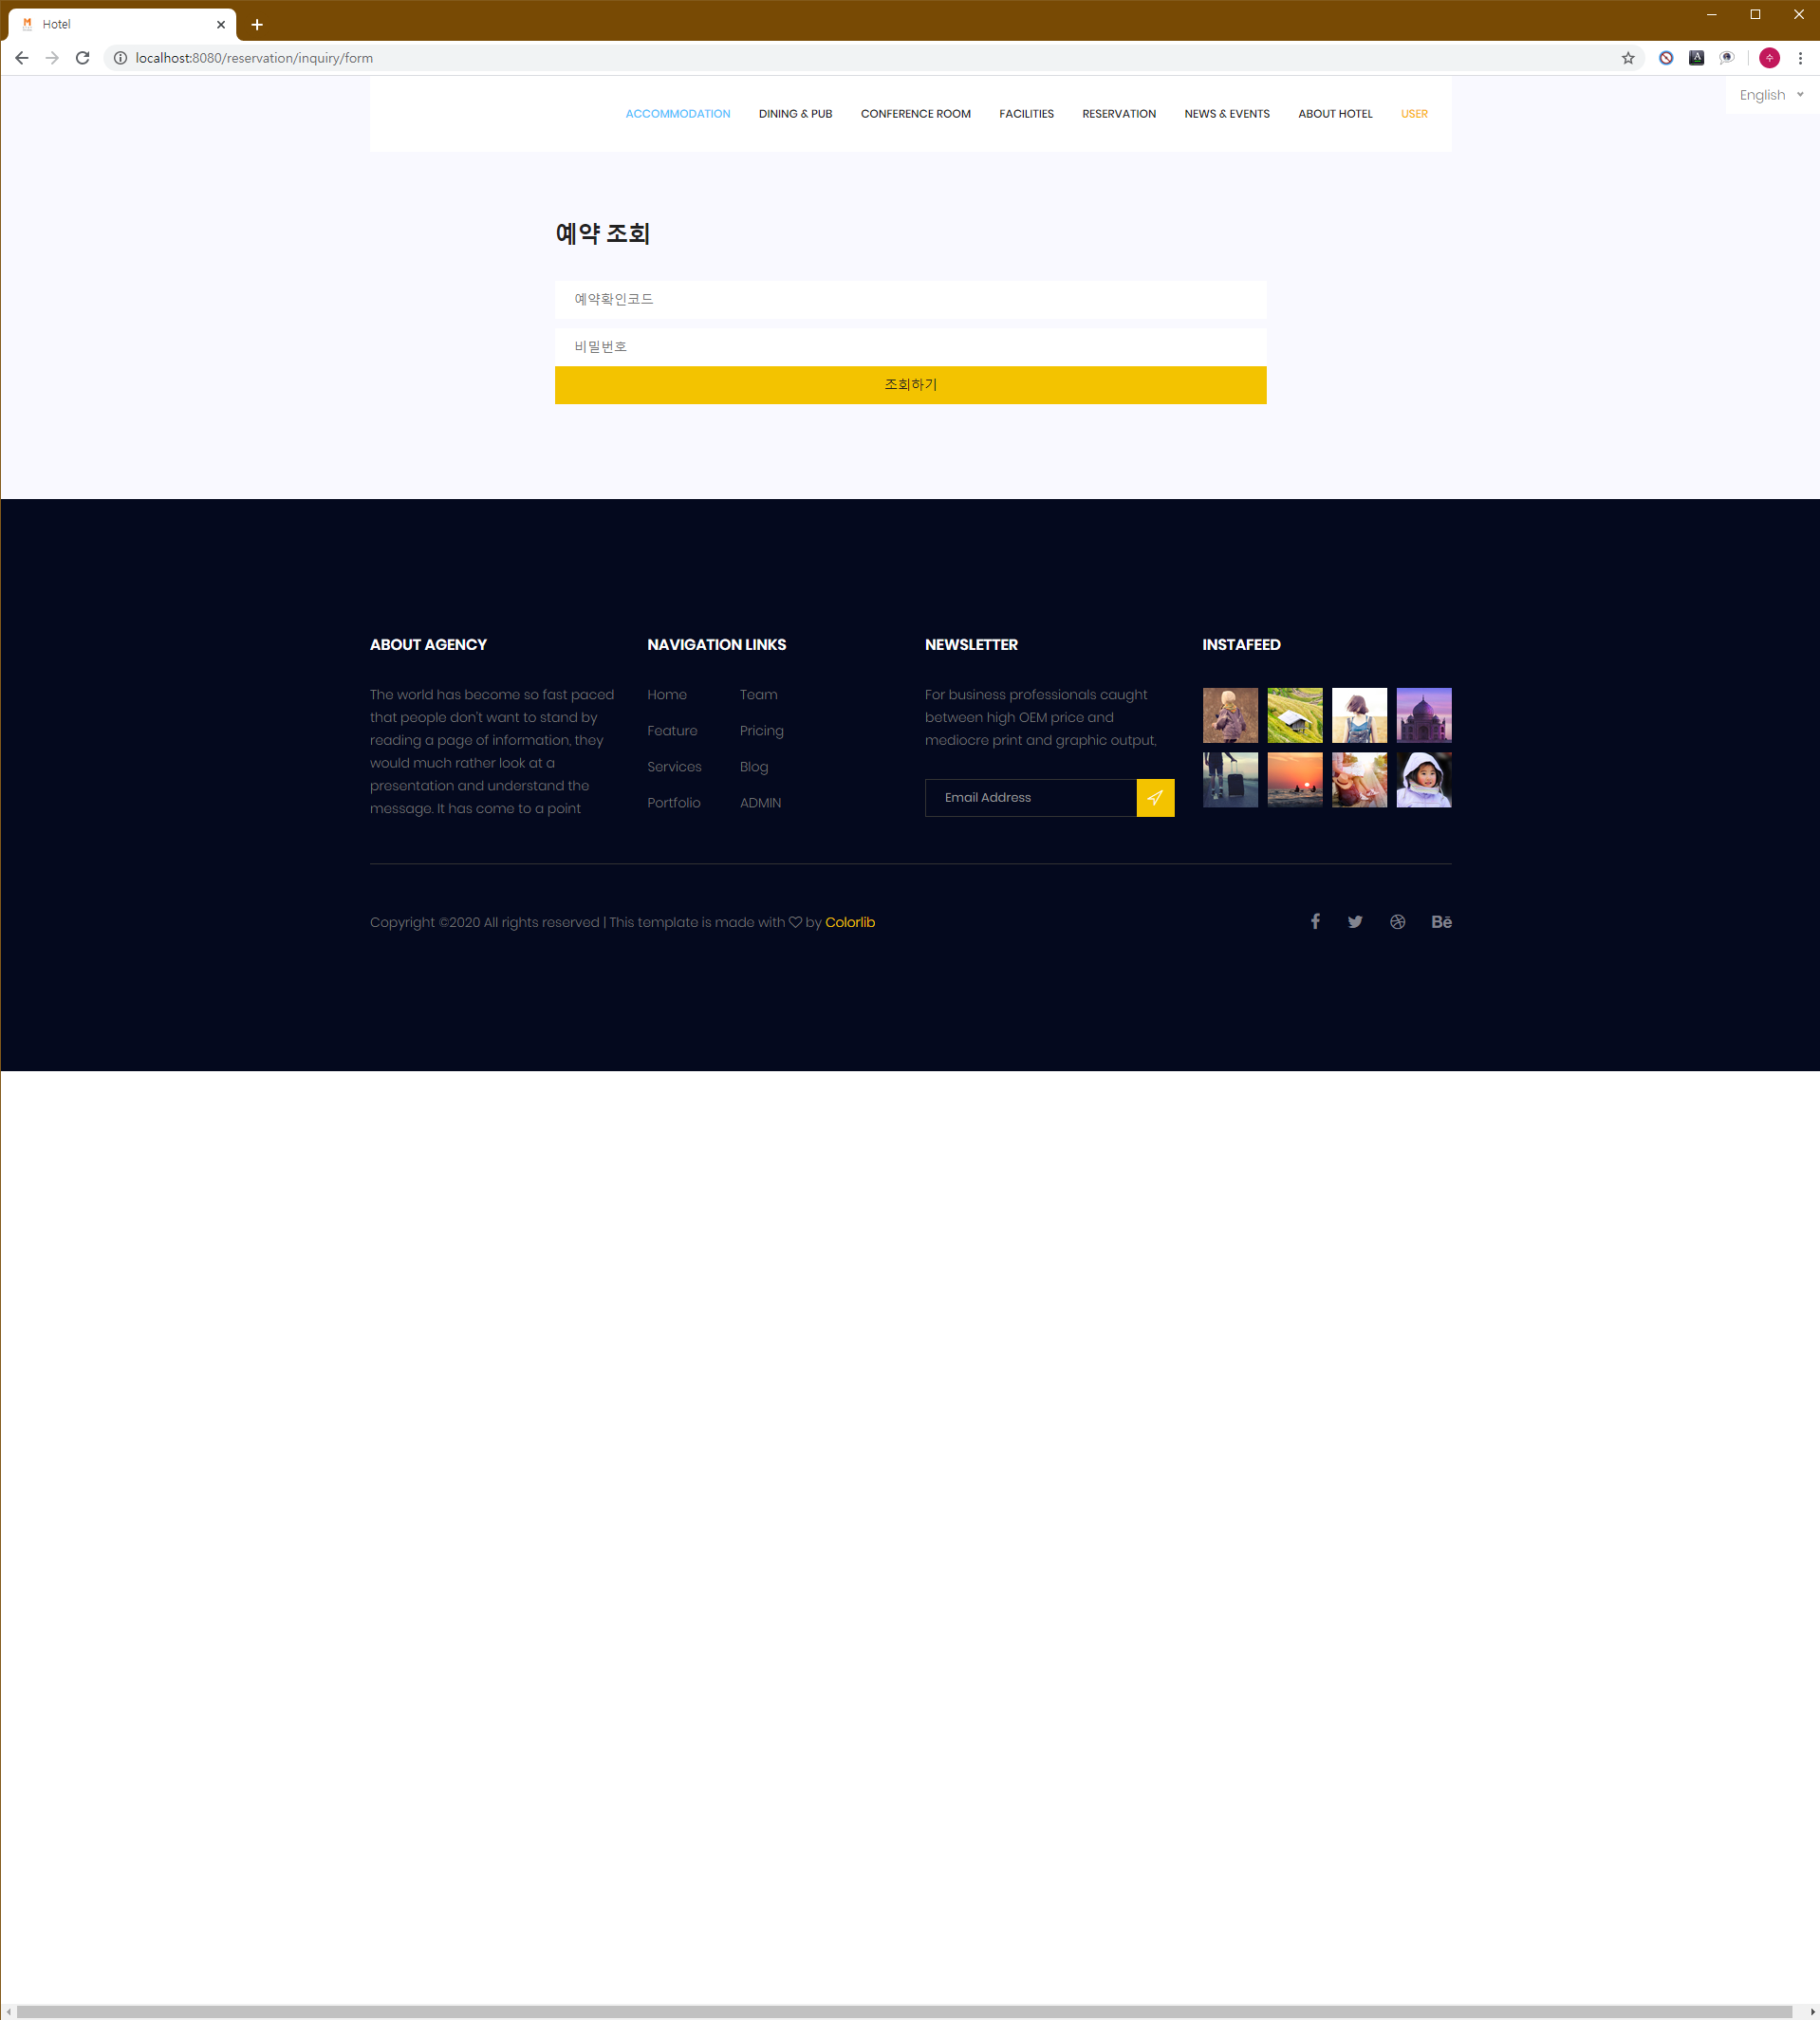 Hotel
localhost:8080/reservation/inquiry/form
수
English
ACCOMMODATION DINING & PUB CONFERENCE ROOM FACILITIES RESERVATION NEWS & EVENTS ABOUT HOTEL USER
예약 조회
예약확인코드
비밀번호
조회하기
ABOUT AGENCY
The world has become so fast paced
that people don't want to stand by
reading a page of information, they
would much rather look at a
presentation and understand the
message. It has come to a point
NAVIGATION LINKS
Home Team
Feature Pricing
Services Blog
Portfolio ADMIN
NEWSLETTER
For business professionals caught
between high OEM price and
mediocre print and graphic output,
Email Address
INSTAFEED
Copyright ©2020 All rights reserved | This template is made with ♡ by Colorlib